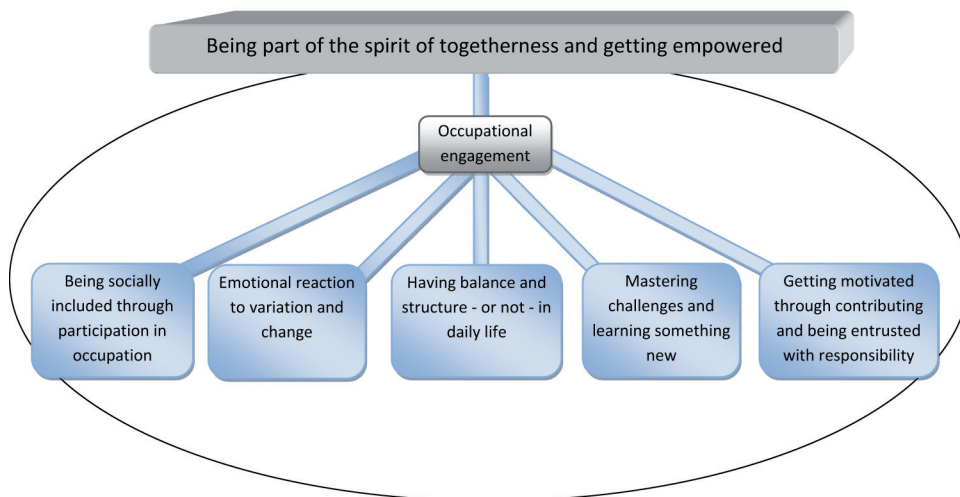 Being part of the spirit of togetherness and getting empowered
Occupational
engagement
Being socially
included through
participation in
occupation
Emotional reaction
to variation and
change
Having balance and
structure - or not - in
daily life
Mastering
challenges and
learning something
new
Getting motivated
through contributing
and being entrusted
with responsibility